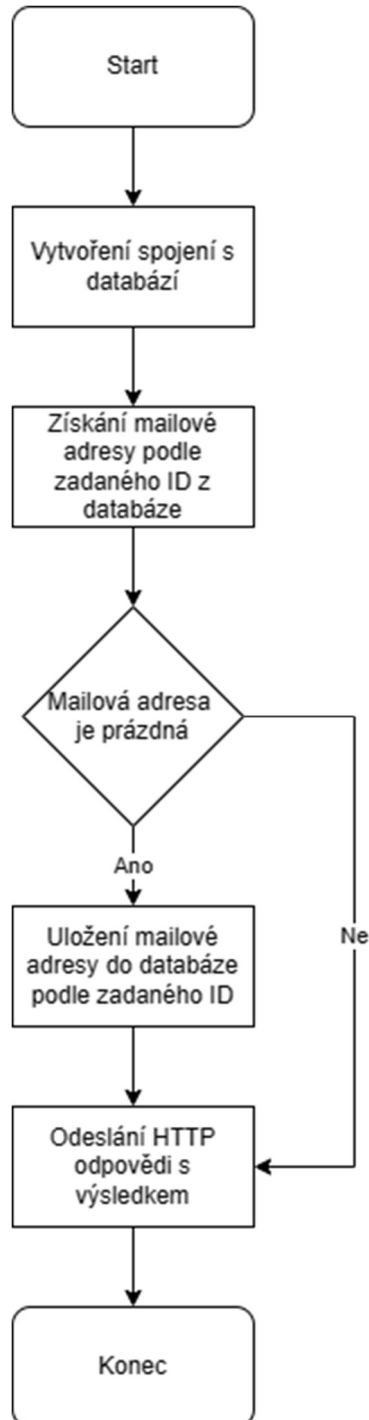 Start
Vytvoření spojení s
databází
Získání mailové
adresy podle
zadaného ID z
databáze
Mailová adresa
je prázdná
Ano
Ne
Uložení mailové
adresy do databáze
podle zadaného ID
Odeslání HTTP
odpovědi s
výsledkem
Konec